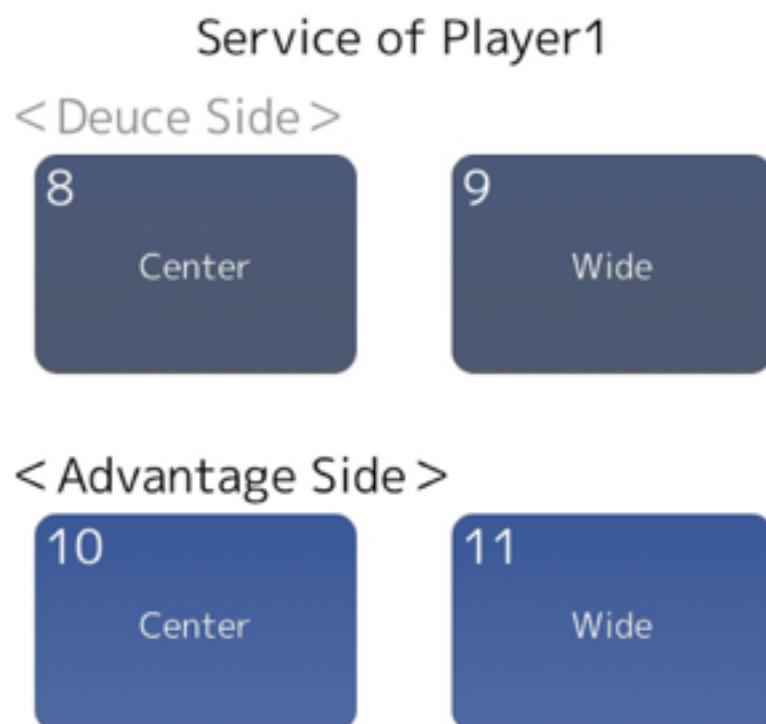 Service of Player1
<Deuce Side>
8
9
Center
Wide
<Advantage Side>
10
11
Center
Wide